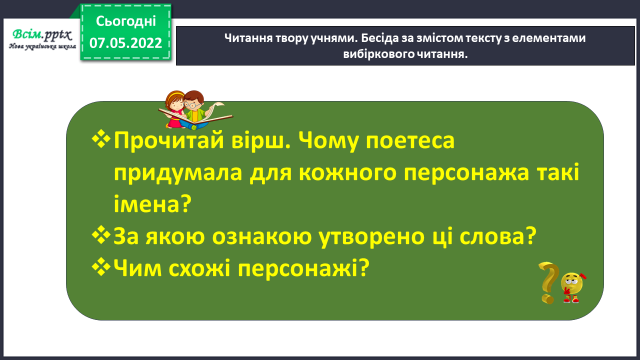 Всім.pptx
Нова українська школа
Сьогодні
07.05.2022
Читання твору учнями. Бесіда за змістом тексту з елементами
вибіркового читання.
❖Прочитай вірш. Чому поетеса
придумала для кожного персонажа такі
імена?
❖За якою ознакою утворено ці слова?
❖Чим схожі персонажі?